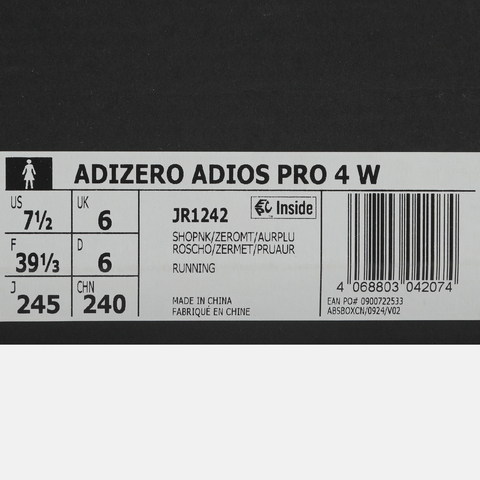 ADIZERO ADIOS PRO 4 W
US 7½
UK 6
F 39⅓
D 6
J 245
CHN 240
JR1242
Inside
SHOPNK/ZEROMT/AURPLU
ROSCHO/ZERMET/PRUAUR
RUNNING
MADE IN CHINA
FABRIQUÉ EN CHINE
4 068803 042074
EAN PO# 0900722533
ABSBOXCN/0924/V02